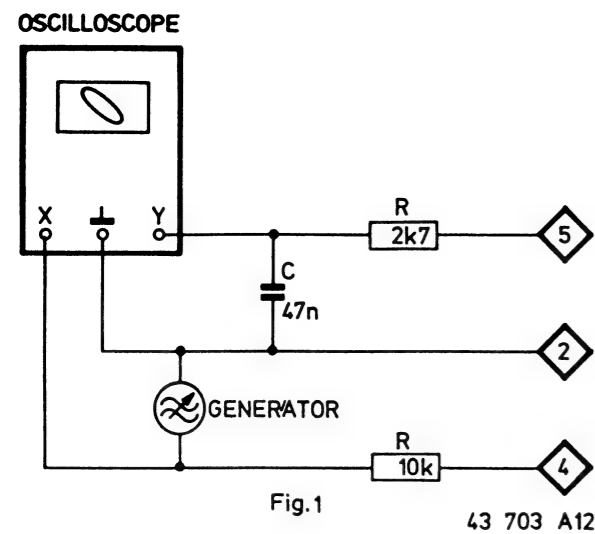 OSCILLOSCOPE
X ⊥ Y
R
2k7
5
C
47n
2
GENERATOR
R
10k
4
Fig.1
43 703 A12